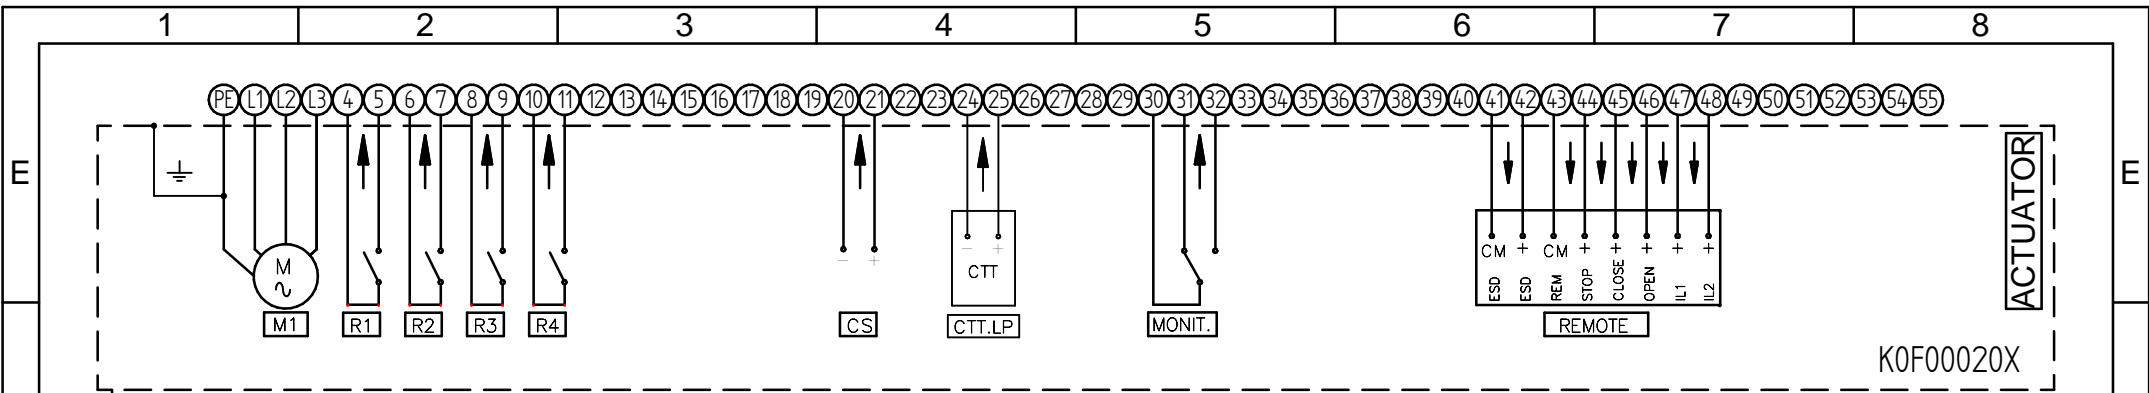 1 2 3 4 5 6 7 8
PE L1 L2 L3 4 5 6 7 8 9 10 11 12 13 14 15 16 17 18 19 20 21 22 23 24 25 26 27 28 29 30 31 32 33 34 35 36 37 38 39 40 41 42 43 44 45 46 47 48 49 50 51 52 53 54 55
E E
ACTUATOR
- + - + CM + CM + + + + +
M
CTT
ESD ESD REM STOP CLOSE OPEN IL1 IL2
M1 R1 R2 R3 R4 CS CTT.LP MONIT. REMOTE
K0F00020X